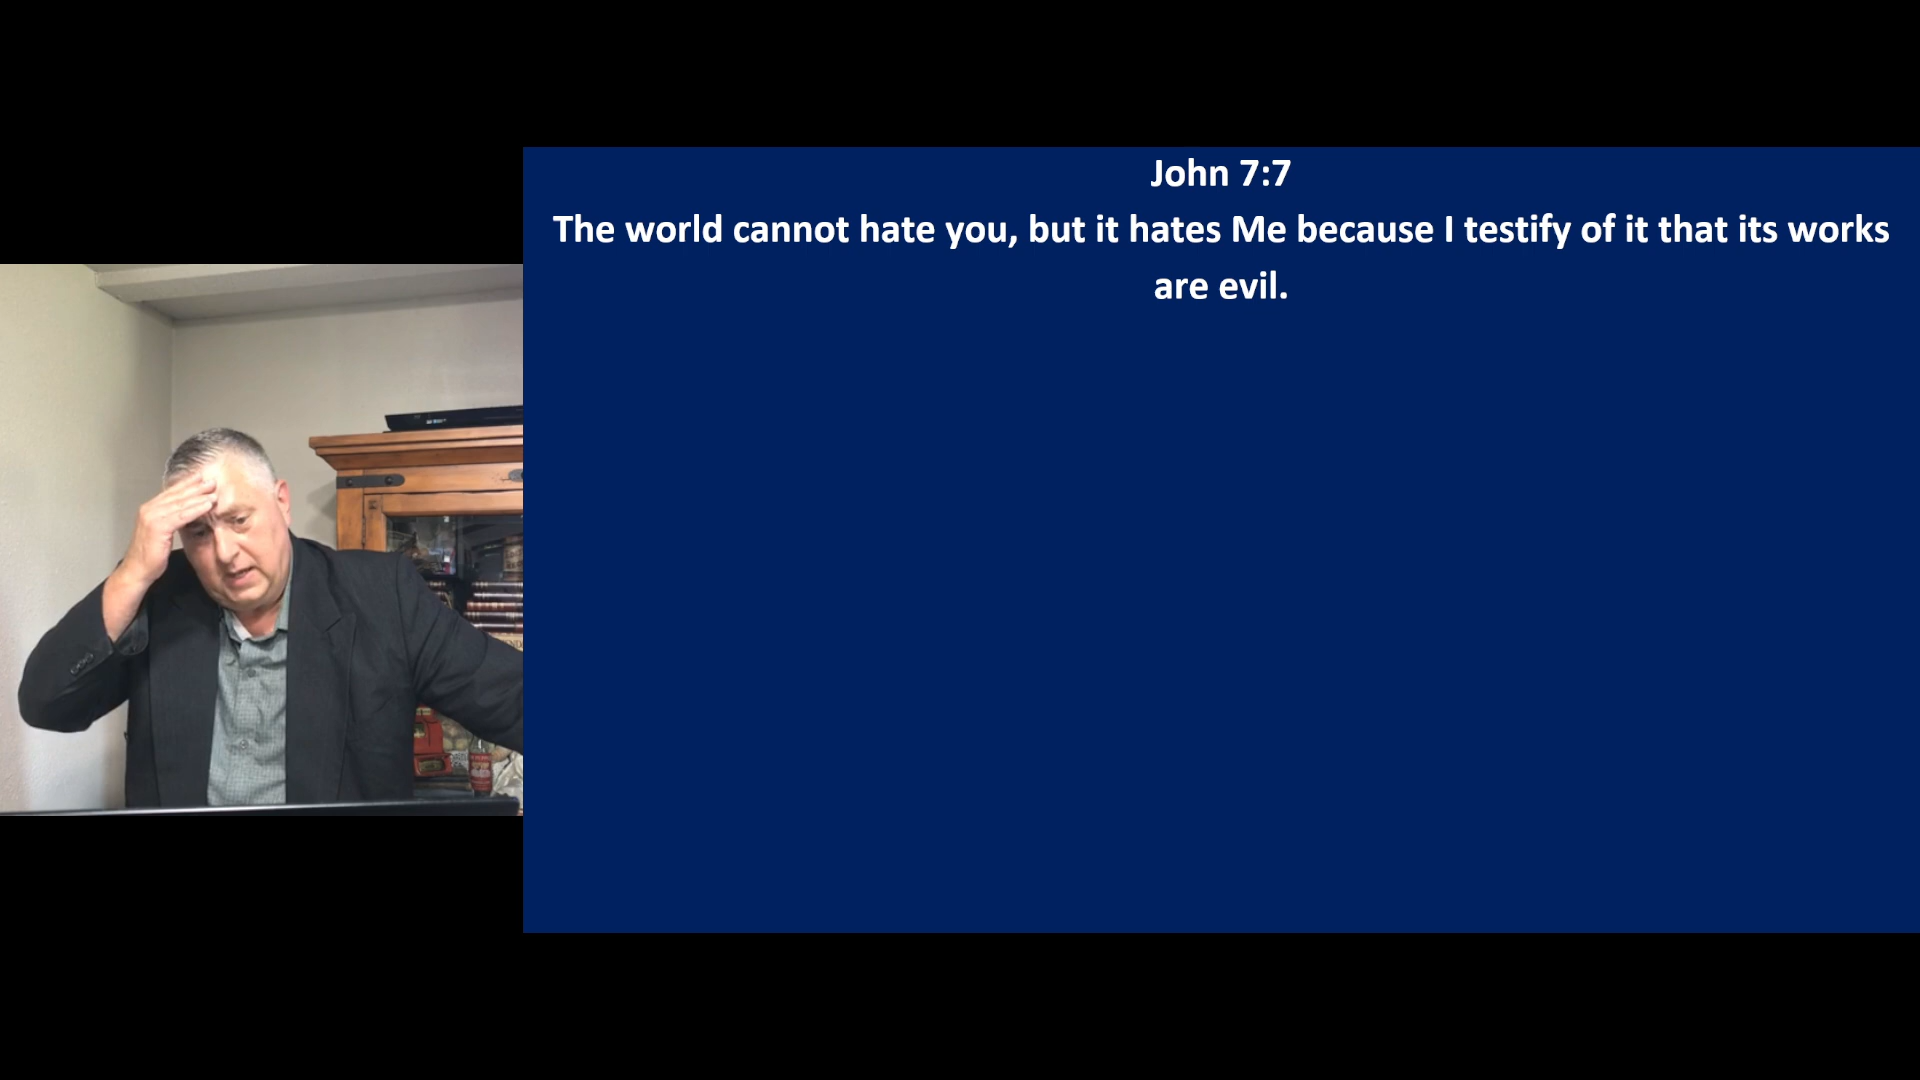 John 7:7
The world cannot hate you, but it hates Me because I testify of it that its works
are evil.